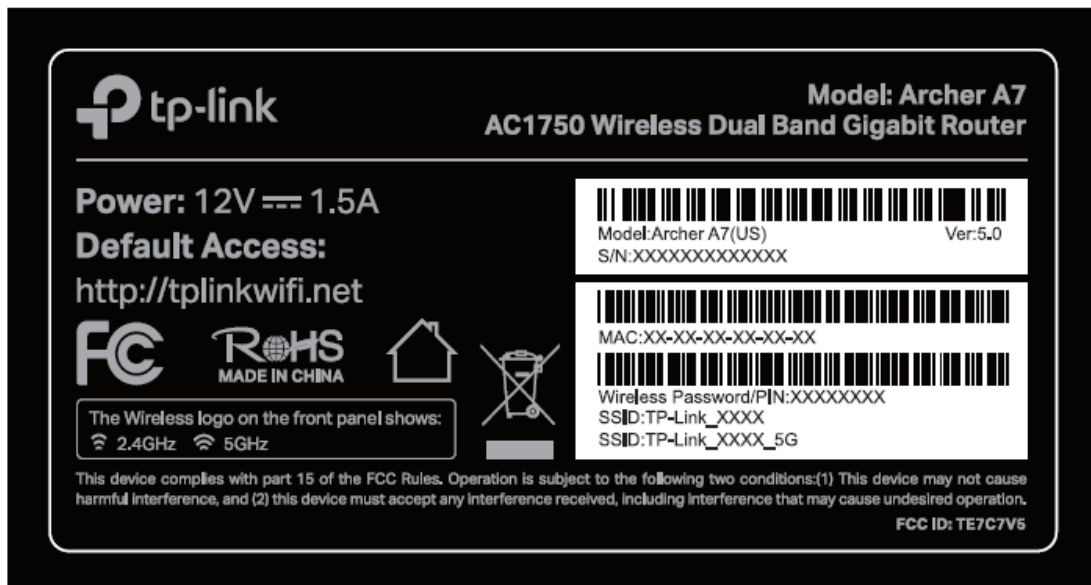 tp-link
Model: Archer A7
AC1750 Wireless Dual Band Gigabit Router
Power: 12V⎓1.5A
Default Access:
http://tplinkwifi.net
FC
RoHS
MADE IN CHINA
The Wireless logo on the front panel shows:
2.4GHz 5GHz
Model:Archer A7(US) Ver:5.0
S/N:XXXXXXXXXXXXX
MAC:XX-XX-XX-XX-XX-XX
Wireless Password/PIN:XXXXXXXX
SSID:TP-Link_XXXX
SSID:TP-Link_XXXX_5G
This device complies with part 15 of the FCC Rules. Operation is subject to the following two conditions:(1) This device may not cause
harmful interference, and (2) this device must accept any interference received, including interference that may cause undesired operation.
FCC ID: TE7C7V5